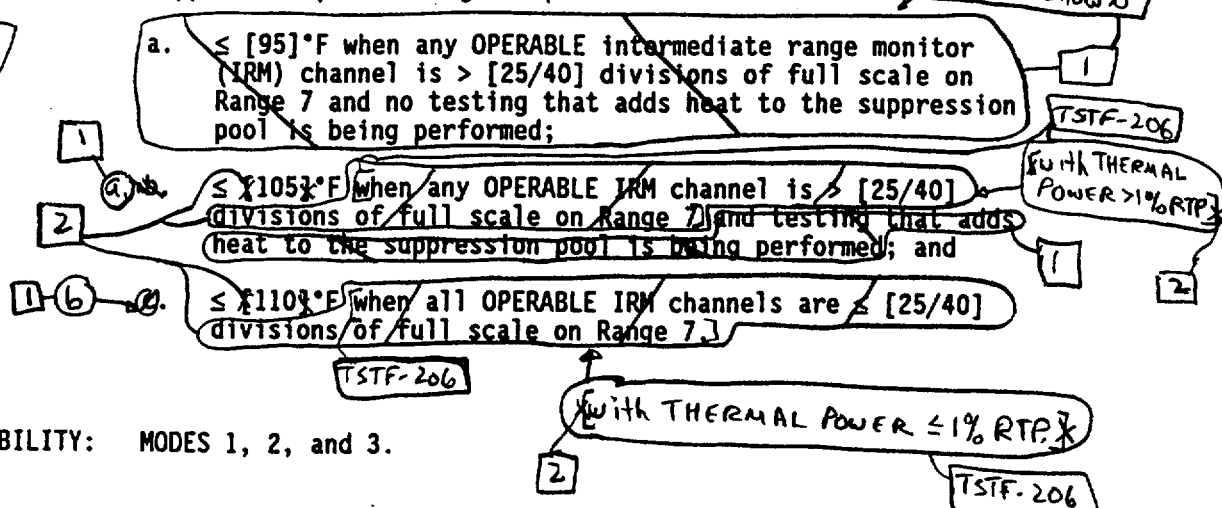 1
a. ≤ [95]°F when any OPERABLE intermediate range monitor
(IRM) channel is > [25/40] divisions of full scale on
Range 7 and no testing that adds heat to the suppression
pool is being performed;
TSTF-206
1
a
≤ [105]°F [when any OPERABLE IRM channel is > [25/40]
[with THERMAL
POWER >1% RTP]
2
divisions of full scale on Range 7] and testing that adds
heat to the suppression pool is being performed; and
1
2
1 b c. ≤ [110]°F [when all OPERABLE IRM channels are ≤ [25/40]
divisions of full scale on Range 7.]
TSTF-206
[with THERMAL POWER ≤ 1% RTP.]
BILITY: MODES 1, 2, and 3.
2
TSTF-206